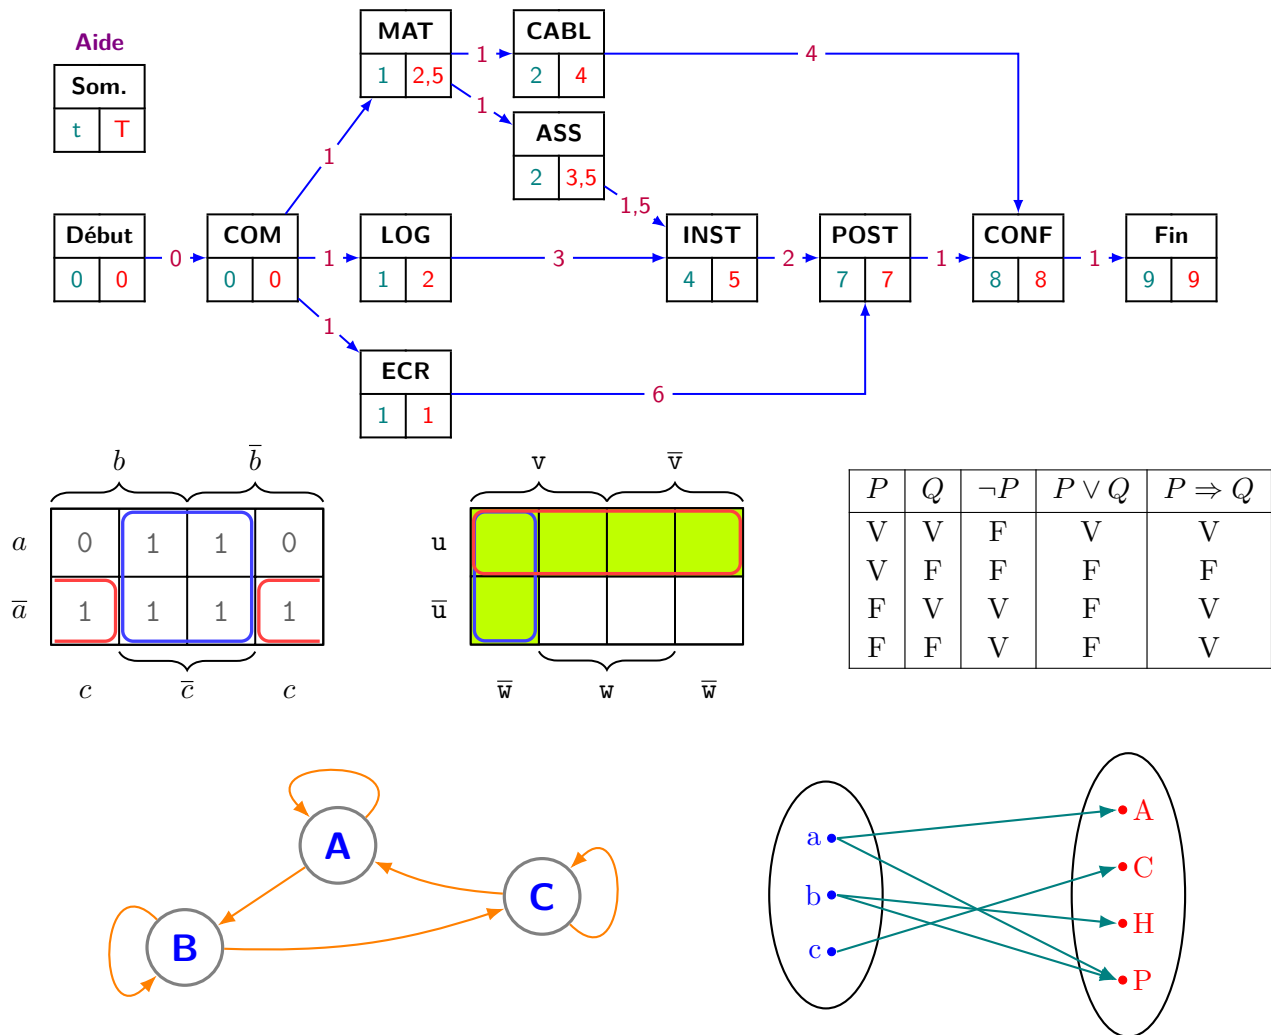 Aide
Som.
t T
MAT
1 2,5
1
CABL
2 4
4
1
ASS
2 3,5
1,5
1
Début
0 0
0
COM
0 0
1
LOG
1 2
3
INST
4 5
2
POST
7 7
1
CONF
8 8
1
Fin
9 9
1
ECR
1 1
6
b b̅
a 0 1 1 0
a̅ 1 1 1 1
c c̅ c
v v̅
u
u̅
w̅ w w̅
P Q ¬P P ∨ Q P ⇒ Q
V V F V V
V F F F F
F V V F V
F F V F V
A
B
C
a
b
c
A
C
H
P